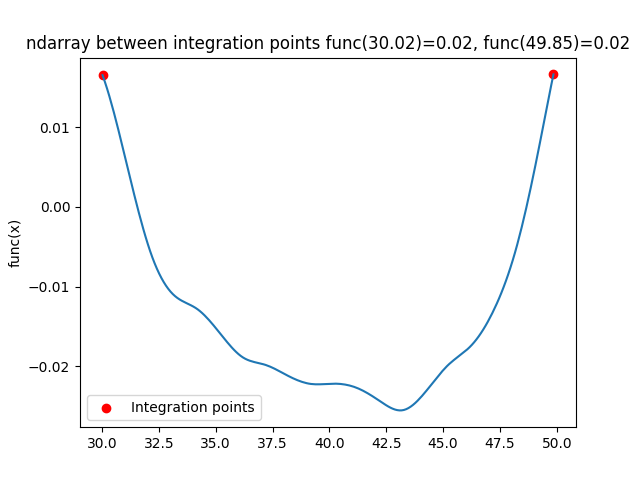 ndarray between integration points func(30.02)=0.02, func(49.85)=0.02
func(x)
0.01
0.00
−0.01
−0.02
Integration points
30.0 32.5 35.0 37.5 40.0 42.5 45.0 47.5 50.0